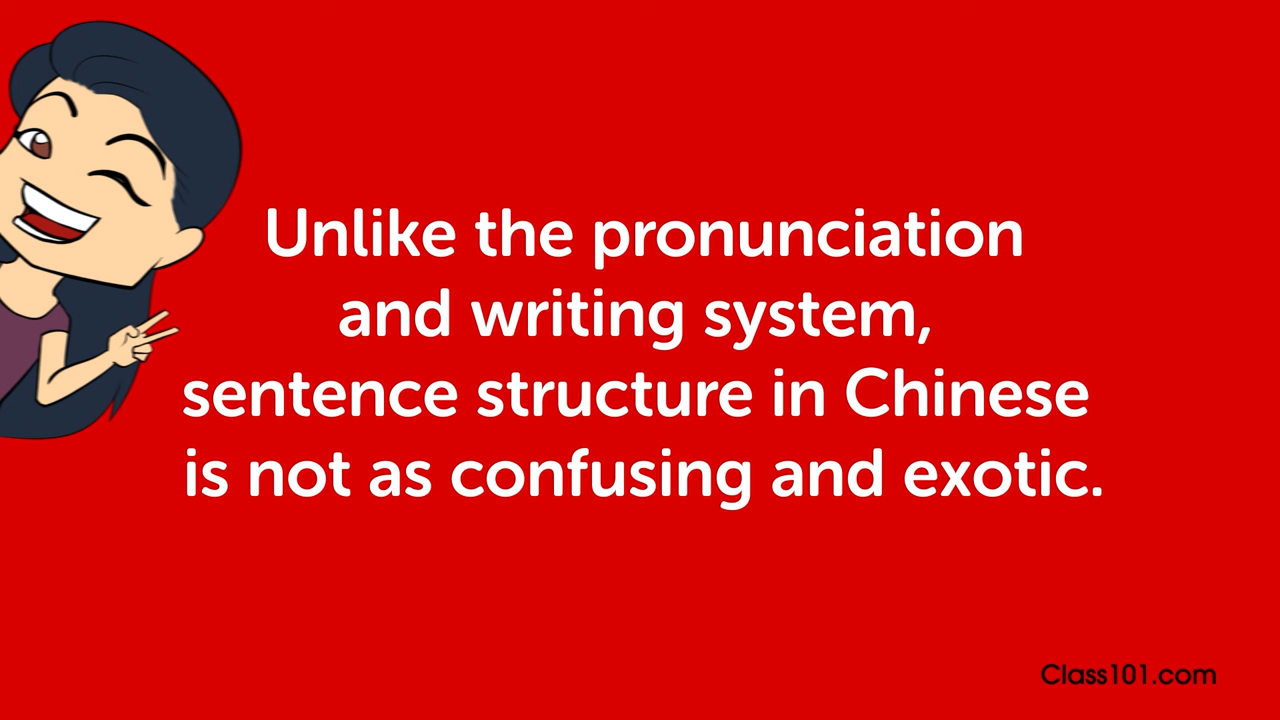 Unlike the pronunciation
and writing system,
sentence structure in Chinese
is not as confusing and exotic.
Class101.com